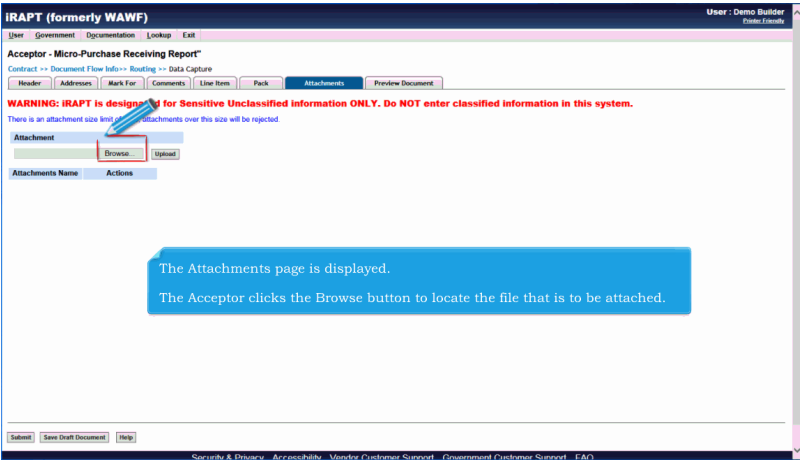 iRAPT (formerly WAWF)
User : Demo Builder
Printer Friendly
User Government Documentation Lookup Exit
Acceptor - Micro-Purchase Receiving Report"
Contract >> Document Flow Info>> Routing >> Data Capture
Header Addresses Mark For Comments Line Item Pack Attachments Preview Document
WARNING: iRAPT is designated for Sensitive Unclassified information ONLY. Do NOT enter classified information in this system.
There is an attachment size limit of attachments over this size will be rejected.
Attachment
Browse... Upload
Attachments Name Actions
The Attachments page is displayed.
The Acceptor clicks the Browse button to locate the file that is to be attached.
Submit Save Draft Document Help
Security & Privacy Accessibility Vendor Customer Support Government Customer Support FAQ